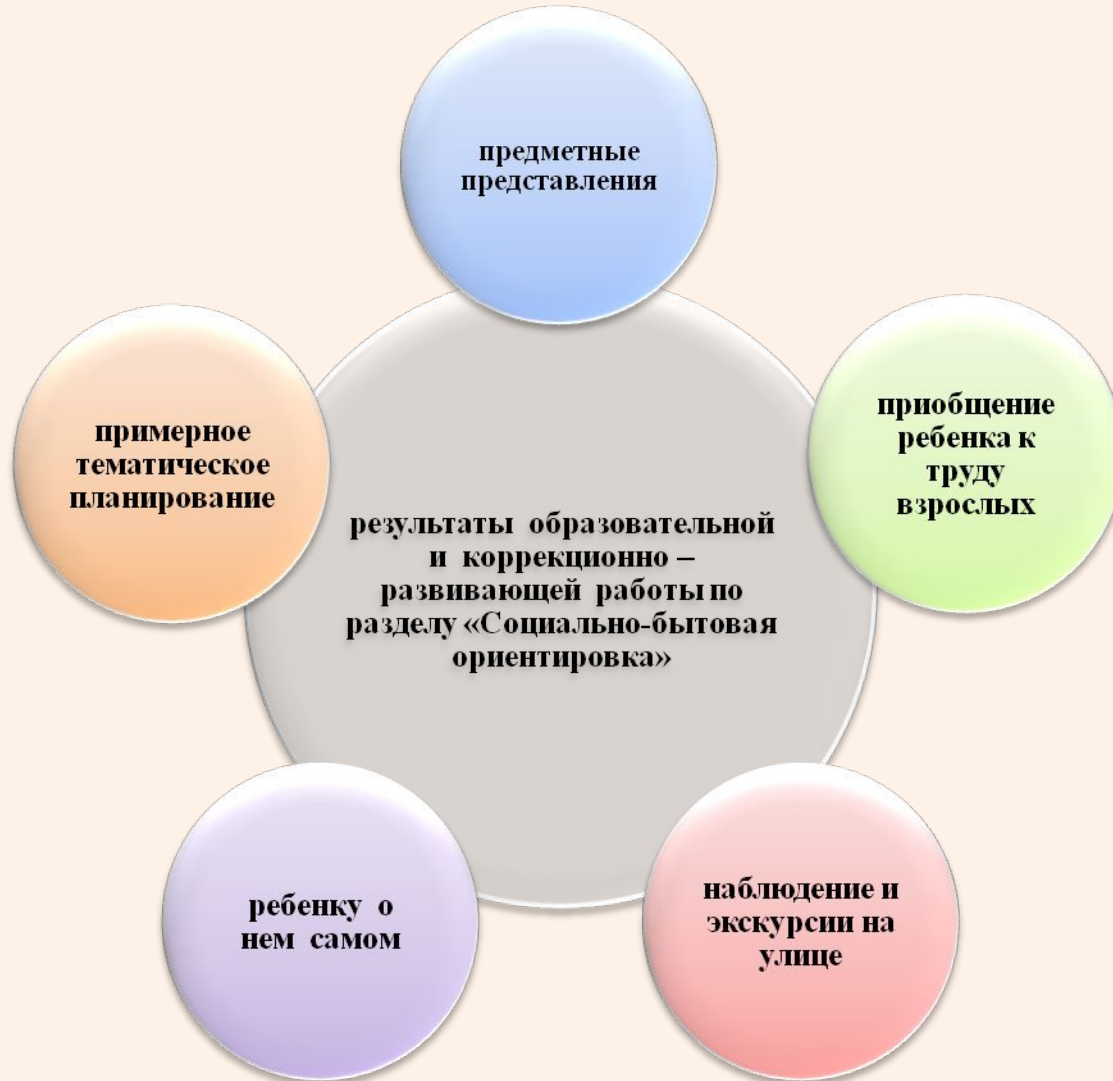 предметные
представления
приобщение
ребенка к
труду
взрослых
примерное
тематическое
планирование
результаты образовательной
и коррекционно –
развивающей работы по
разделу «Социально-бытовая
ориентировка»
ребенку о
нем самом
наблюдение и
экскурсии на
улице